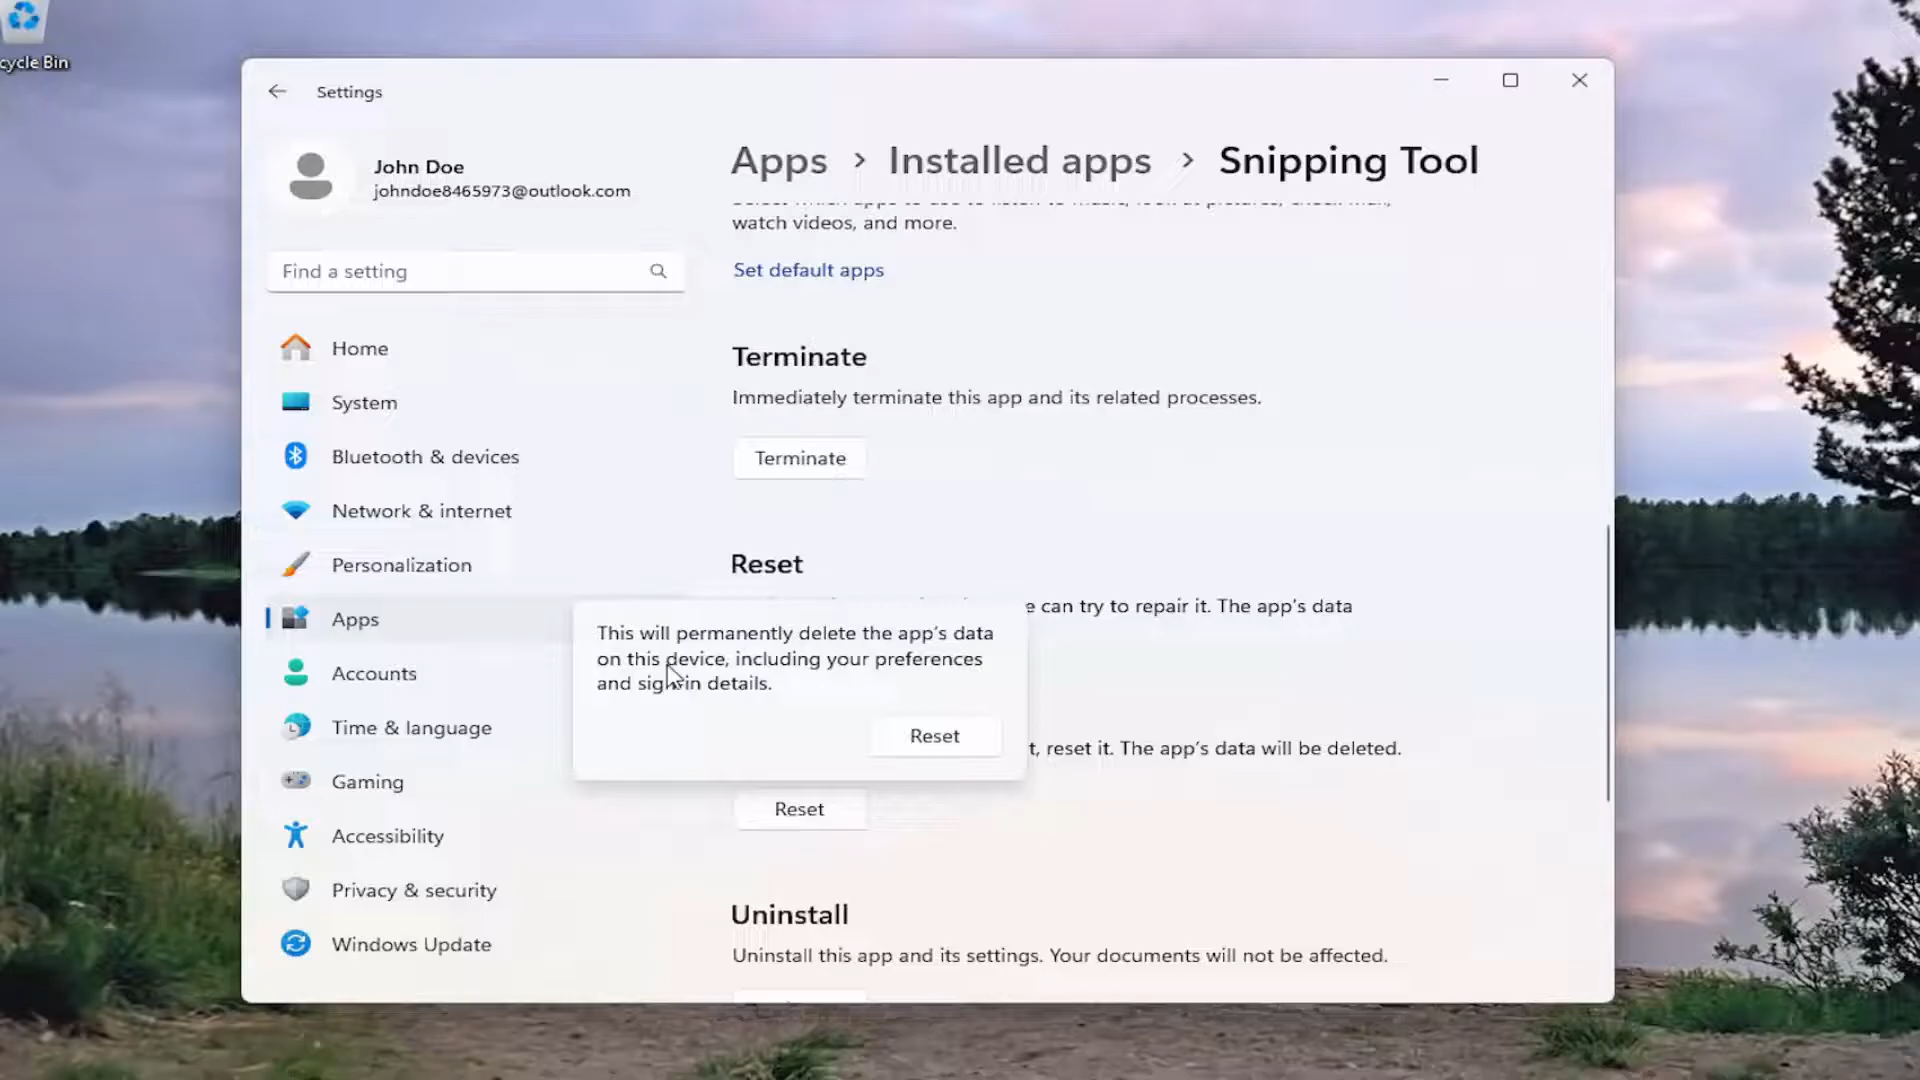 cycle Bin
Settings
John Doe
johndoe8465973@outlook.com
Find a setting
Home
System
Bluetooth & devices
Network & internet
Personalization
Apps
Accounts
Time & language
Gaming
Accessibility
Privacy & security
Windows Update
Apps > Installed apps > Snipping Tool
watch videos, and more.
Set default apps
Terminate
Immediately terminate this app and its related processes.
Terminate
Reset
e can try to repair it. The app's data
This will permanently delete the app's data
on this device, including your preferences
and sign-in details.
Reset
t, reset it. The app's data will be deleted.
Reset
Uninstall
Uninstall this app and its settings. Your documents will not be affected.